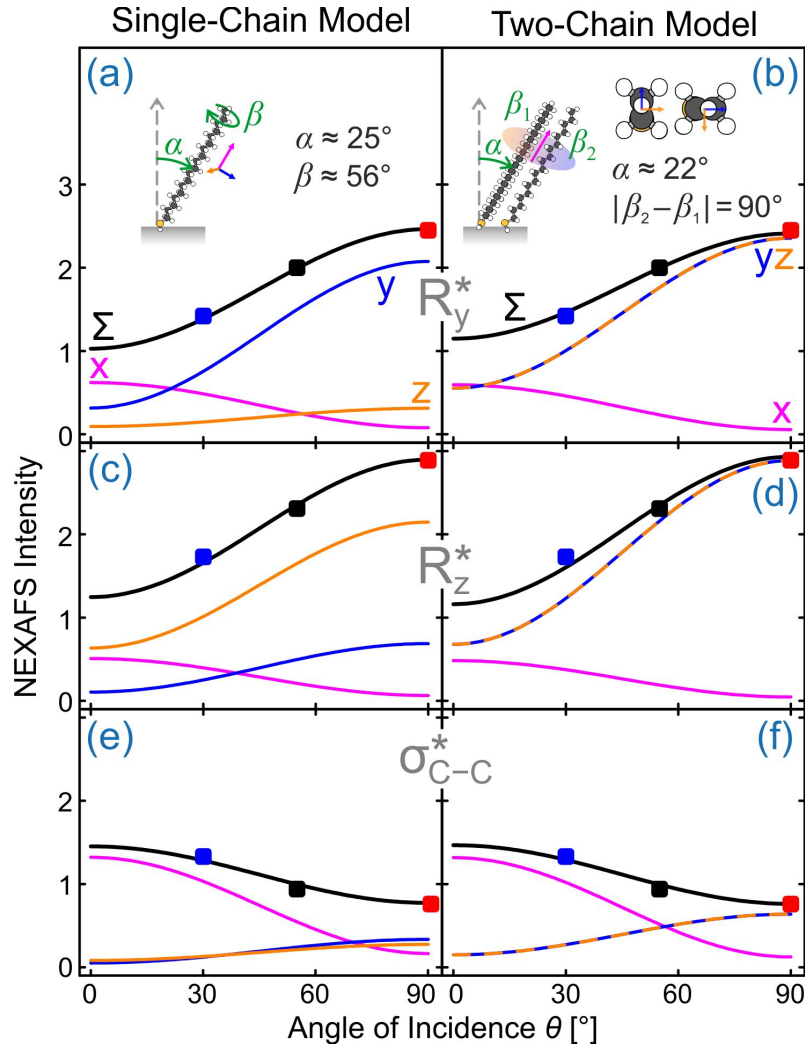 Single-Chain Model
Two-Chain Model
(a)
α
β
α ≈ 25°
β ≈ 56°
(b)
β₁
β₂
α
α ≈ 22°
|β₂−β₁| = 90°
3
2
1
0
Σ
x
y
z
R*y
Σ
yz
x
(c)
(d)
2
1
0
R*z
NEXAFS Intensity
(e)
(f)
σ*C−C
2
1
0
0
30
60
90
0
30
60
90
Angle of Incidence θ [°]